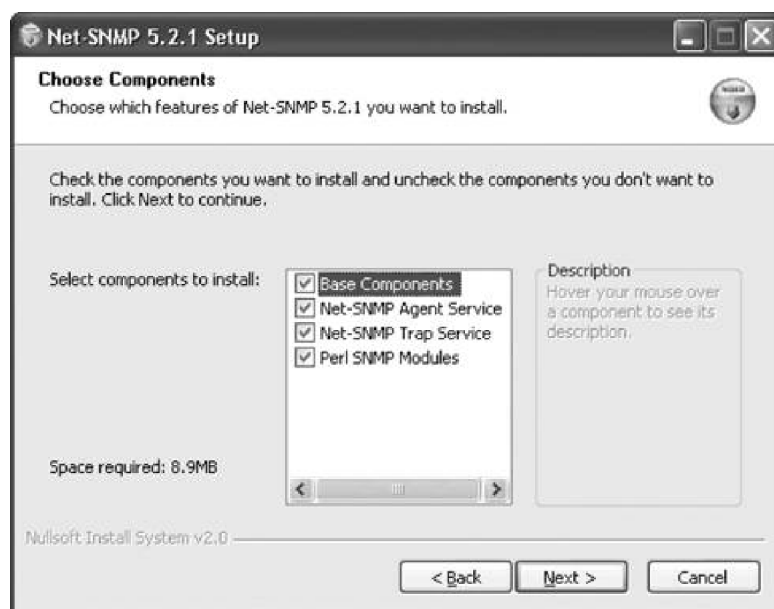 Net-SNMP 5.2.1 Setup
Choose Components
Choose which features of Net-SNMP 5.2.1 you want to install.
Check the components you want to install and uncheck the components you don't want to
install. Click Next to continue.
Select components to install:
Base Components
Net-SNMP Agent Service
Net-SNMP Trap Service
Perl SNMP Modules
Description
Hover your mouse over
a component to see its
description.
Space required: 8.9MB
Nullsoft Install System v2.0
< Back
Next >
Cancel